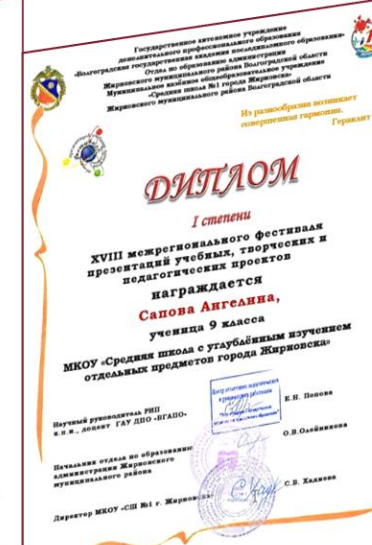 Государственное автономное учреждение
дополнительного профессионального образования
«Волгоградская государственная академия последипломного образования»
Отдел по образованию администрации
Жирновского муниципального района Волгоградской области
Муниципальное казённое общеобразовательное учреждение
«Средняя школа №1 города Жирновска»
Жирновского муниципального района Волгоградской области
Из разнообразия возникает
совершенная гармония.
Гераклит
ДИПЛОМ
I степени
XVIII межрегионального фестиваля
презентаций учебных, творческих и
педагогических проектов
награждается
Сапова Ангелина,
ученица 9 класса
МКОУ «Средняя школа с углублённым изучением
отдельных предметов города Жирновска»
Научный руководитель РИП
к.п.н., доцент ГАУ ДПО «ВГАПО»
Е.Н. Попова
Начальник отдела по образованию
администрации Жирновского
муниципального района
О.В.Олейникова
Директор МКОУ «СШ №1 г. Жирновска»
С.В. Хадяева